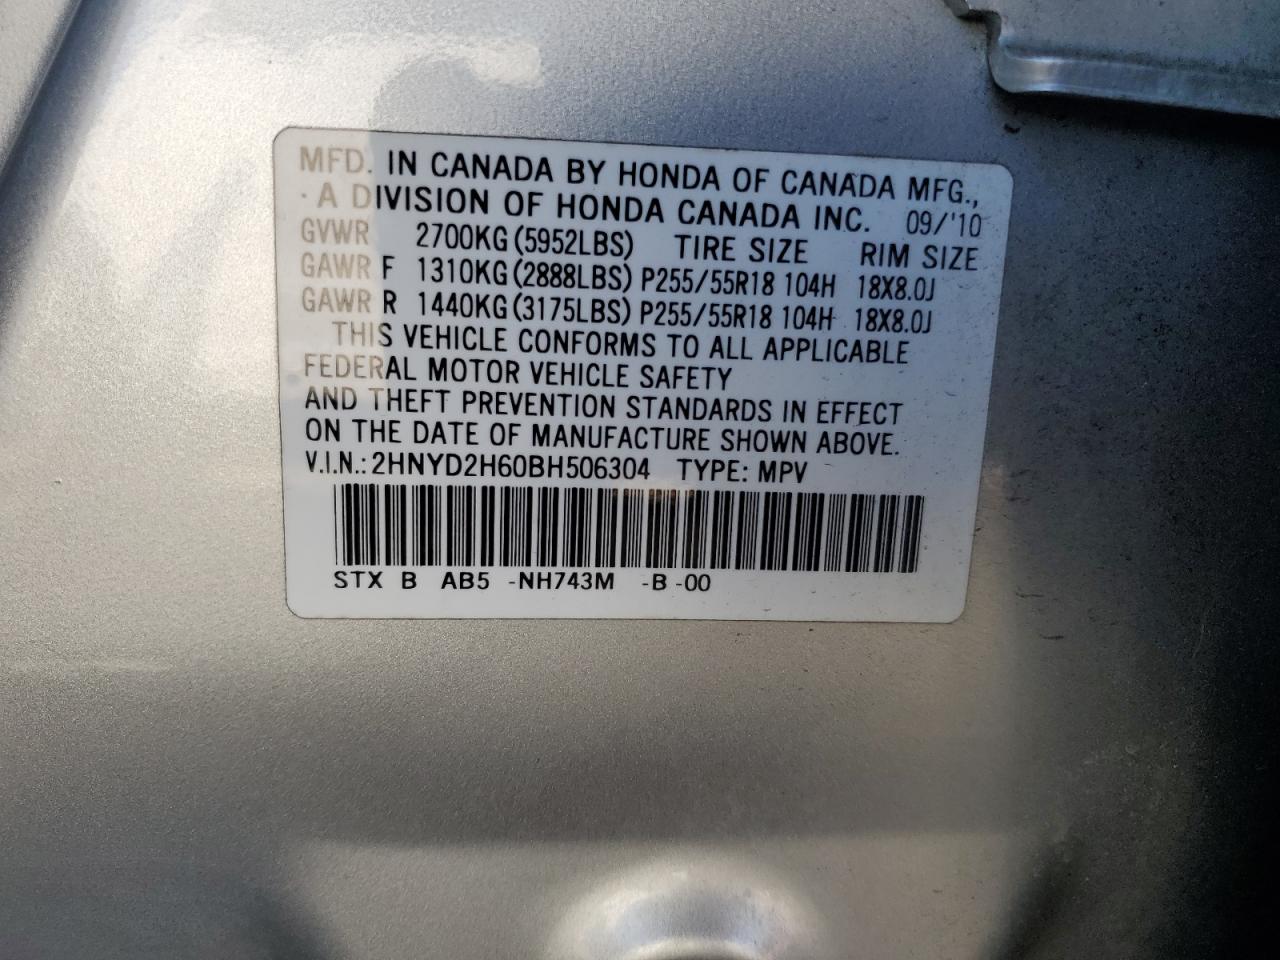 MFD. IN CANADA BY HONDA OF CANADA MFG.,
A DIVISION OF HONDA CANADA INC. 09/'10
GVWR 2700KG (5952LBS) TIRE SIZE RIM SIZE
GAWR F 1310KG (2888LBS) P255/55R18 104H 18X8.0J
GAWR R 1440KG (3175LBS) P255/55R18 104H 18X8.0J
THIS VEHICLE CONFORMS TO ALL APPLICABLE
FEDERAL MOTOR VEHICLE SAFETY
AND THEFT PREVENTION STANDARDS IN EFFECT
ON THE DATE OF MANUFACTURE SHOWN ABOVE.
V.I.N.: 2HNYD2H60BH506304 TYPE: MPV
STX B AB5 -NH743M -B -00